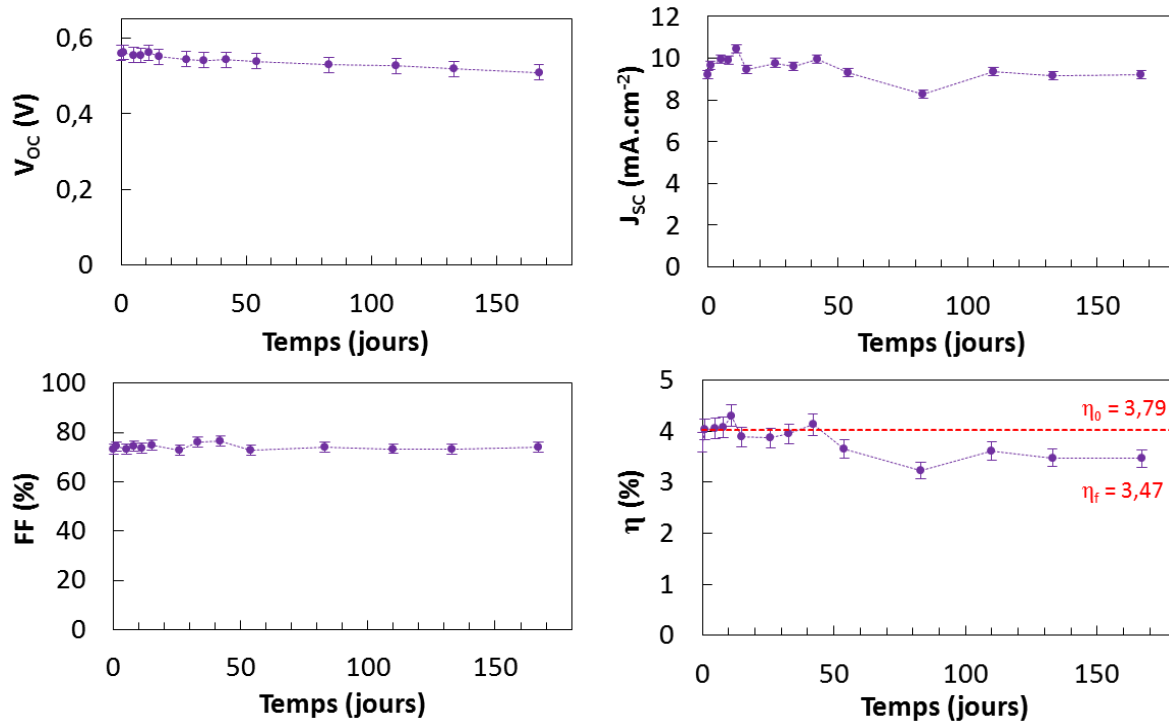 0,6
0,4
0,2
0
V_OC (V)
0 50 100 150
Temps (jours)
12
10
8
6
4
2
0
J_SC (mA.cm⁻²)
0 50 100 150
Temps (jours)
100
80
60
40
20
0
FF (%)
0 50 100 150
Temps (jours)
5
4
3
2
1
0
η (%)
η₀ = 3,79
η_f = 3,47
0 50 100 150
Temps (jours)